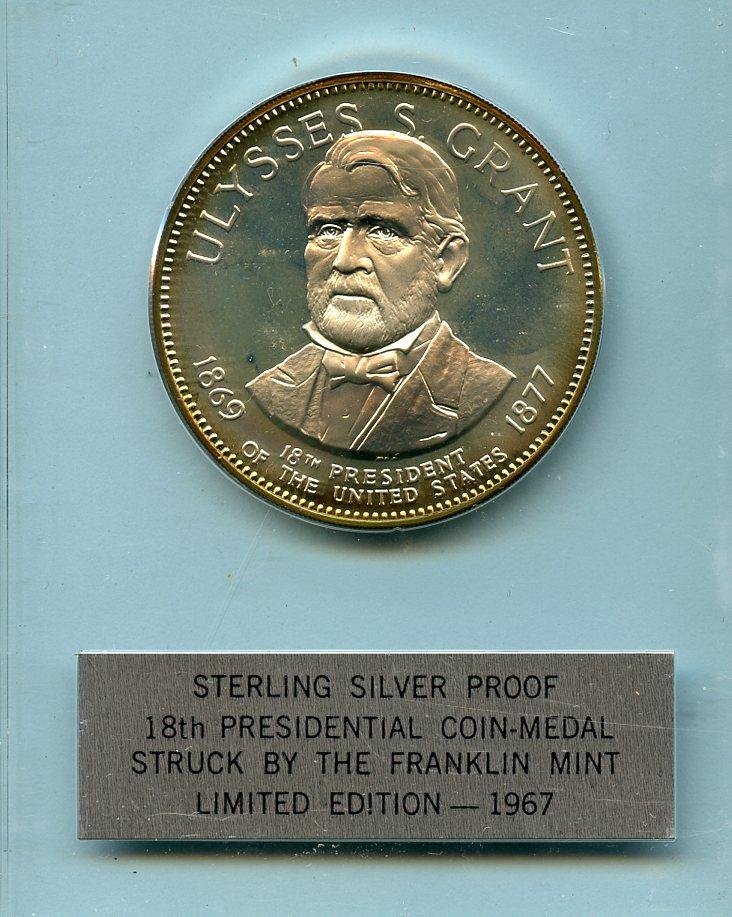 ULYSSES S. GRANT
1869
1877
18TH PRESIDENT
OF THE UNITED STATES
STERLING SILVER PROOF
18th PRESIDENTIAL COIN-MEDAL
STRUCK BY THE FRANKLIN MINT
LIMITED EDITION — 1967